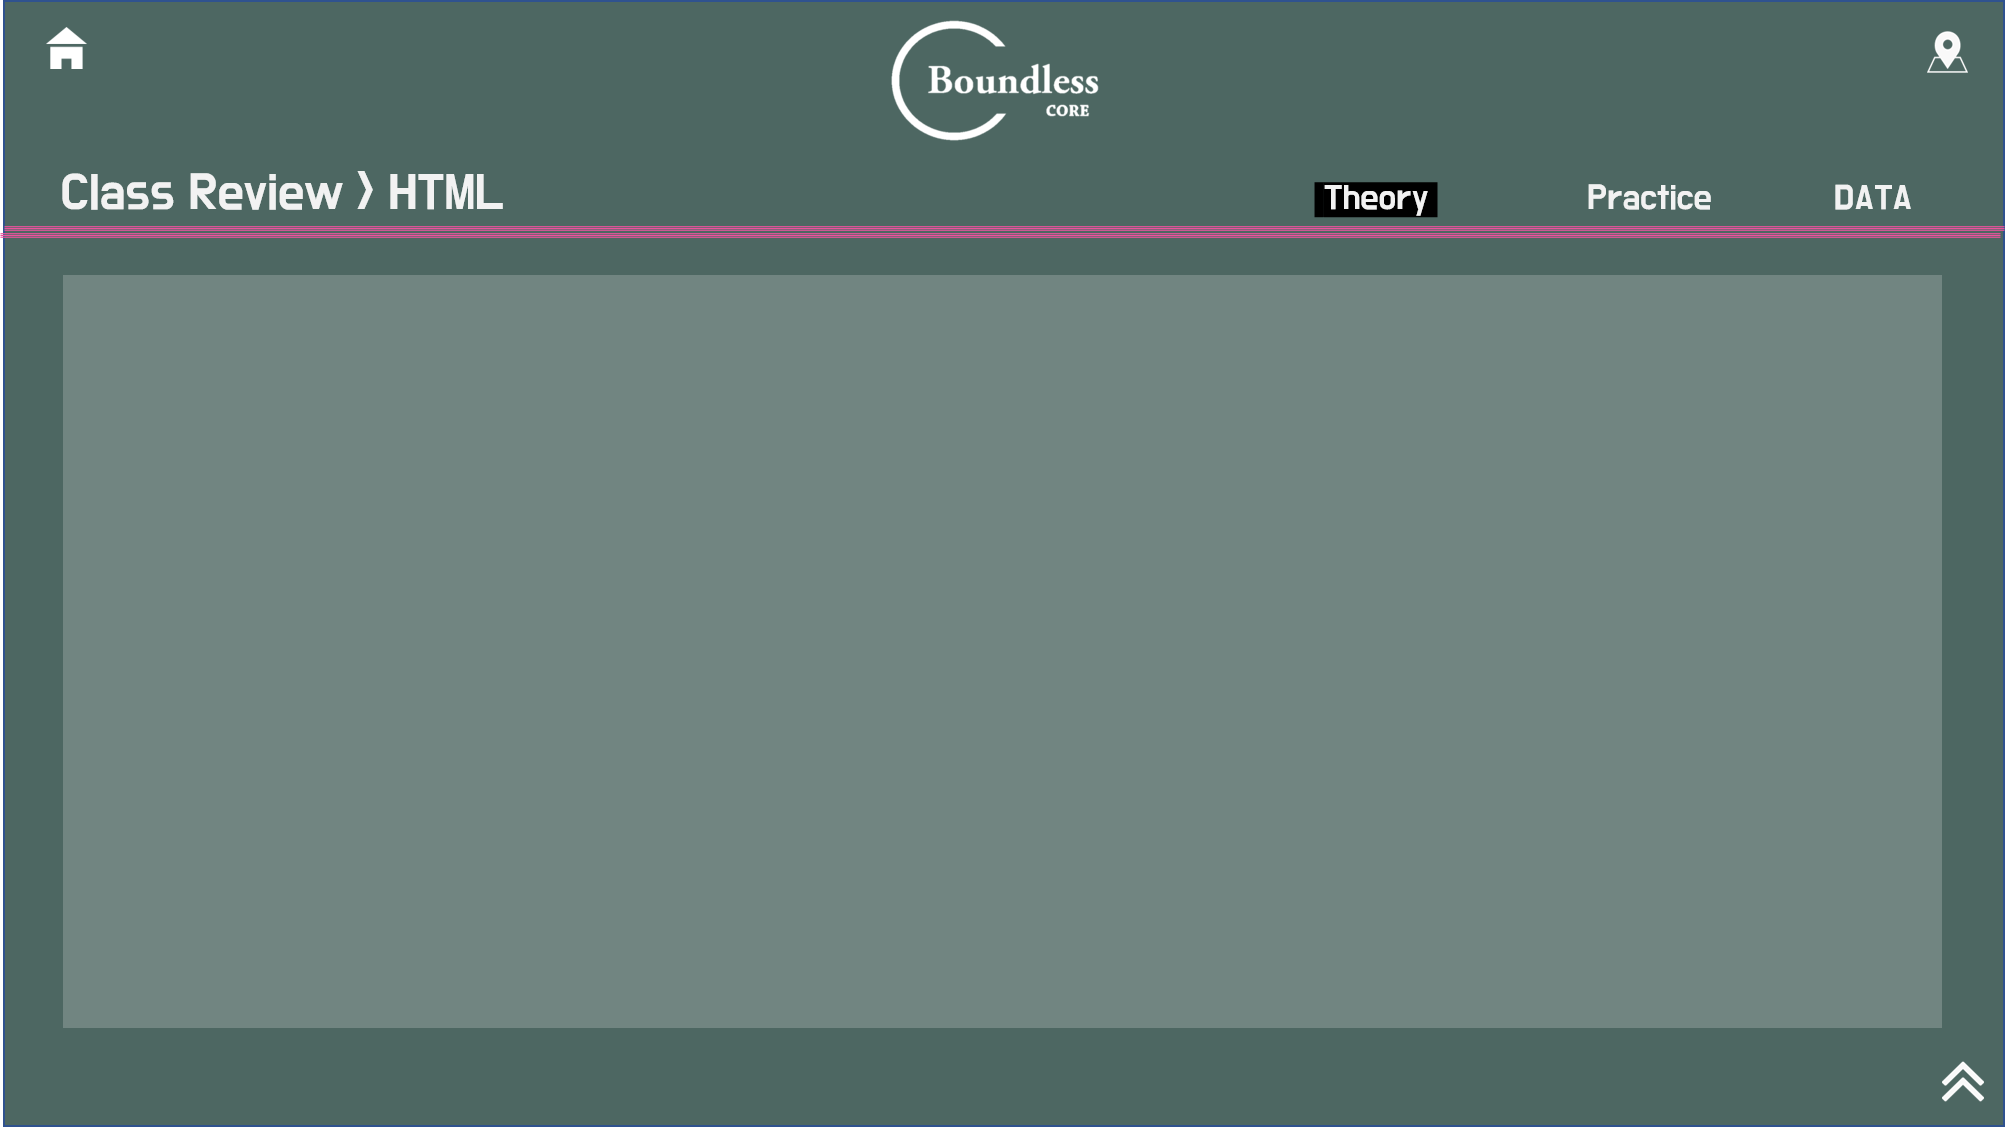 Boundless
CORE
Class Review > HTML
Theory
Practice
DATA